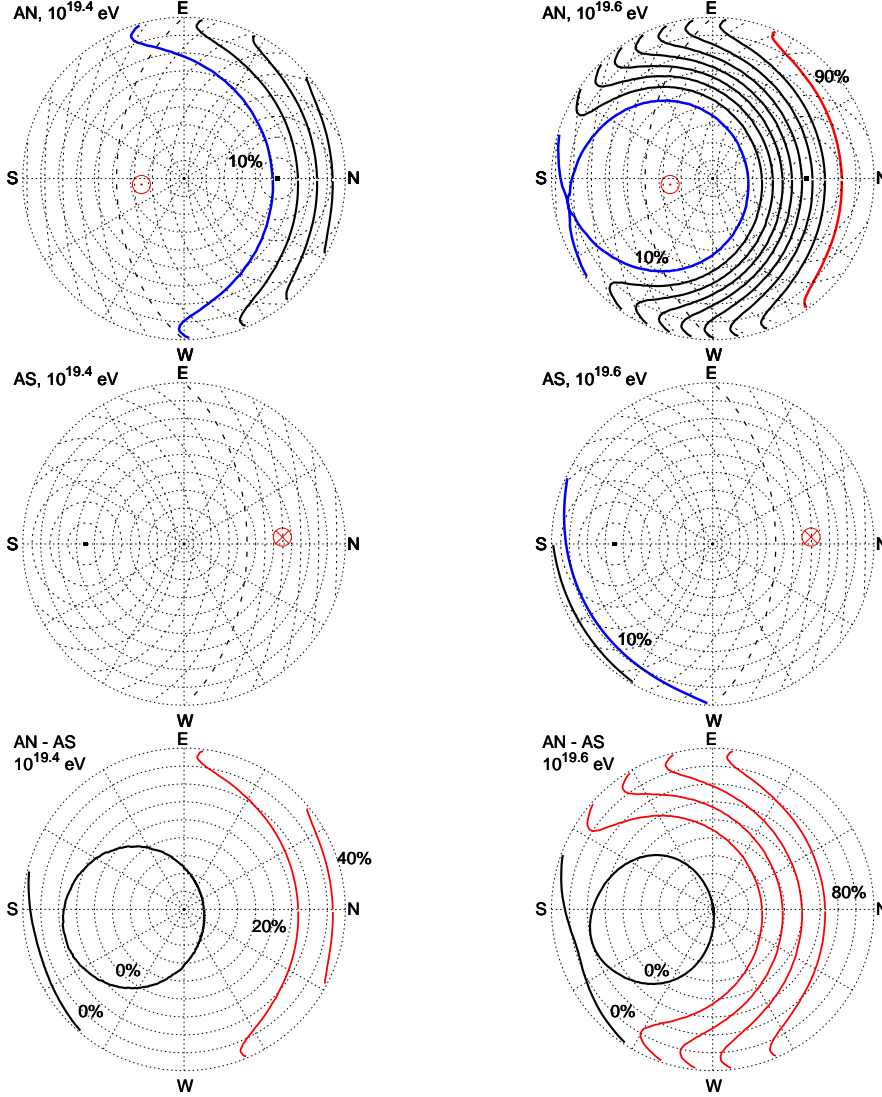 AN, 10^19.4 eV
E
10%
S
N
W
AN, 10^19.6 eV
E
90%
S
N
10%
W
AS, 10^19.4 eV
E
S
N
W
AS, 10^19.6 eV
E
S
N
10%
W
AN - AS
10^19.4 eV
E
40%
S
N
20%
0%
0%
W
AN - AS
10^19.6 eV
E
80%
S
N
0%
0%
W